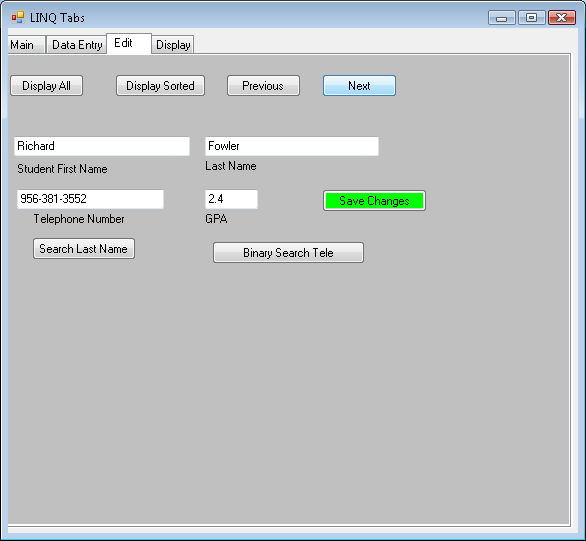 LINQ Tabs
Main Data Entry Edit Display
Display All Display Sorted Previous Next
Richard Fowler
Student First Name Last Name
956-381-3552 2.4 Save Changes
Telephone Number GPA
Search Last Name Binary Search Tele